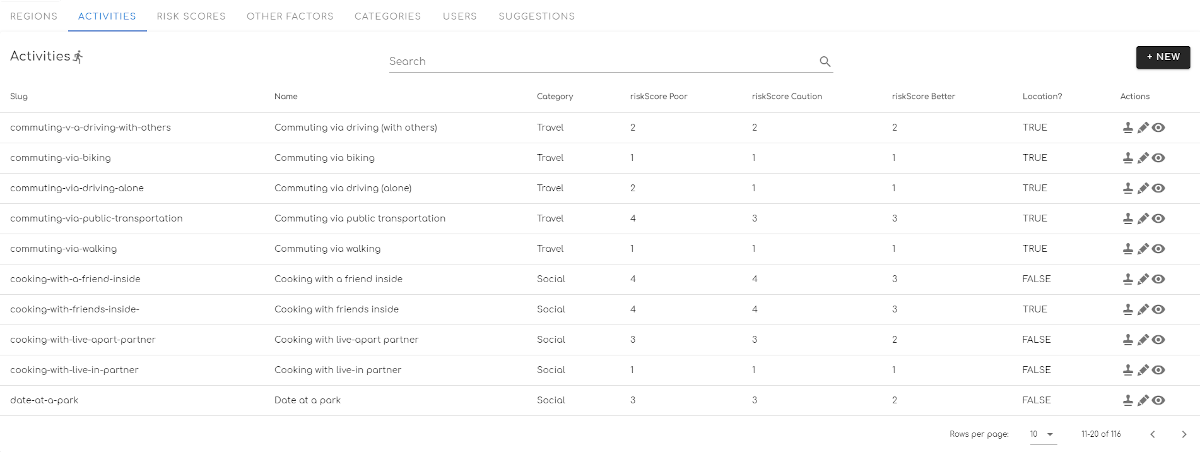 REGIONS ACTIVITIES RISK SCORES OTHER FACTORS CATEGORIES USERS SUGGESTIONS
Activities
Search
+ NEW
Slug Name Category riskScore Poor riskScore Caution riskScore Better Location? Actions
commuting-v-a-driving-with-others Commuting via driving (with others) Travel 2 2 2 TRUE
commuting-via-biking Commuting via biking Travel 1 1 1 TRUE
commuting-via-driving-alone Commuting via driving (alone) Travel 2 1 1 TRUE
commuting-via-public-transportation Commuting via public transportation Travel 4 3 3 TRUE
commuting-via-walking Commuting via walking Travel 1 1 1 TRUE
cooking-with-a-friend-inside Cooking with a friend inside Social 4 4 3 FALSE
cooking-with-friends-inside- Cooking with friends inside Social 4 4 3 TRUE
cooking-with-live-apart-partner Cooking with live-apart partner Social 3 3 2 FALSE
cooking-with-live-in-partner Cooking with live-in partner Social 1 1 1 FALSE
date-at-a-park Date at a park Social 3 3 2 FALSE
Rows per page: 10 11-20 of 116